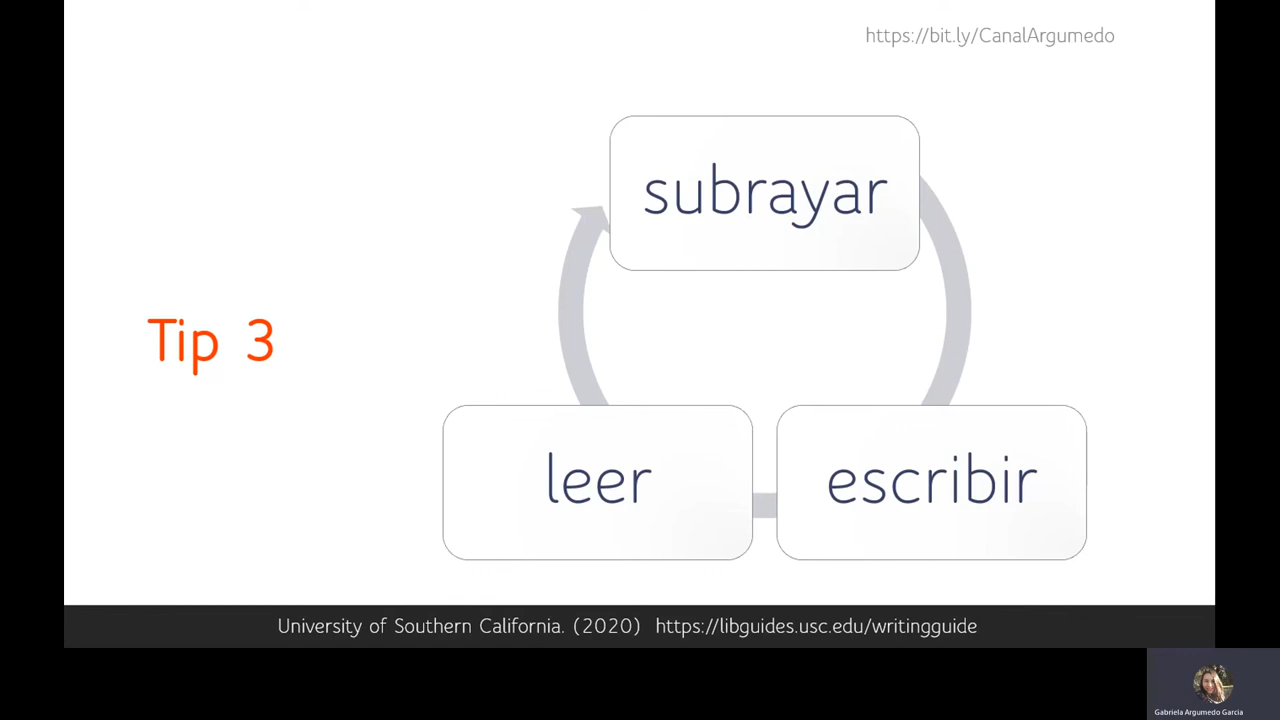 https://bit.ly/CanalArgumedo
subrayar
Tip 3
leer
escribir
University of Southern California. (2020) https://libguides.usc.edu/writingguide
Gabriela Argumedo Garcia